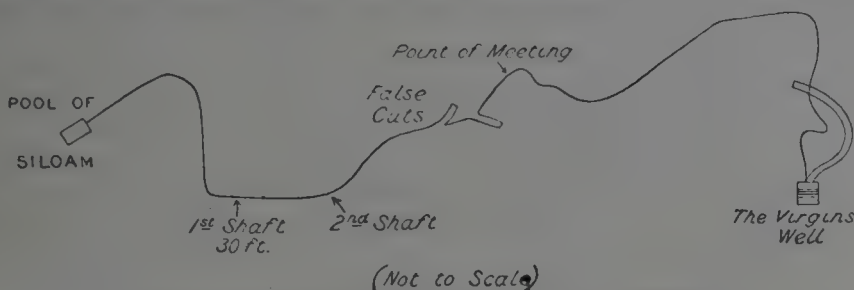 Point of Meeting
False
Cuts
POOL OF
SILOAM
1st Shaft
30 ft.
2nd Shaft
The Virgins
Well
(Not to Scale)